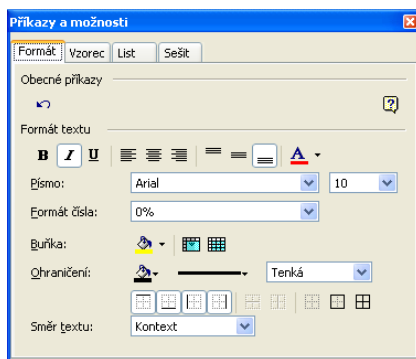 Příkazy a možnosti
Formát Vzorec List Sešit
Obecné příkazy
Formát textu
B I U A
Písmo: Arial 10
Formát čísla: 0%
Buňka:
Ohraničení: Tenká
Směr textu: Kontext